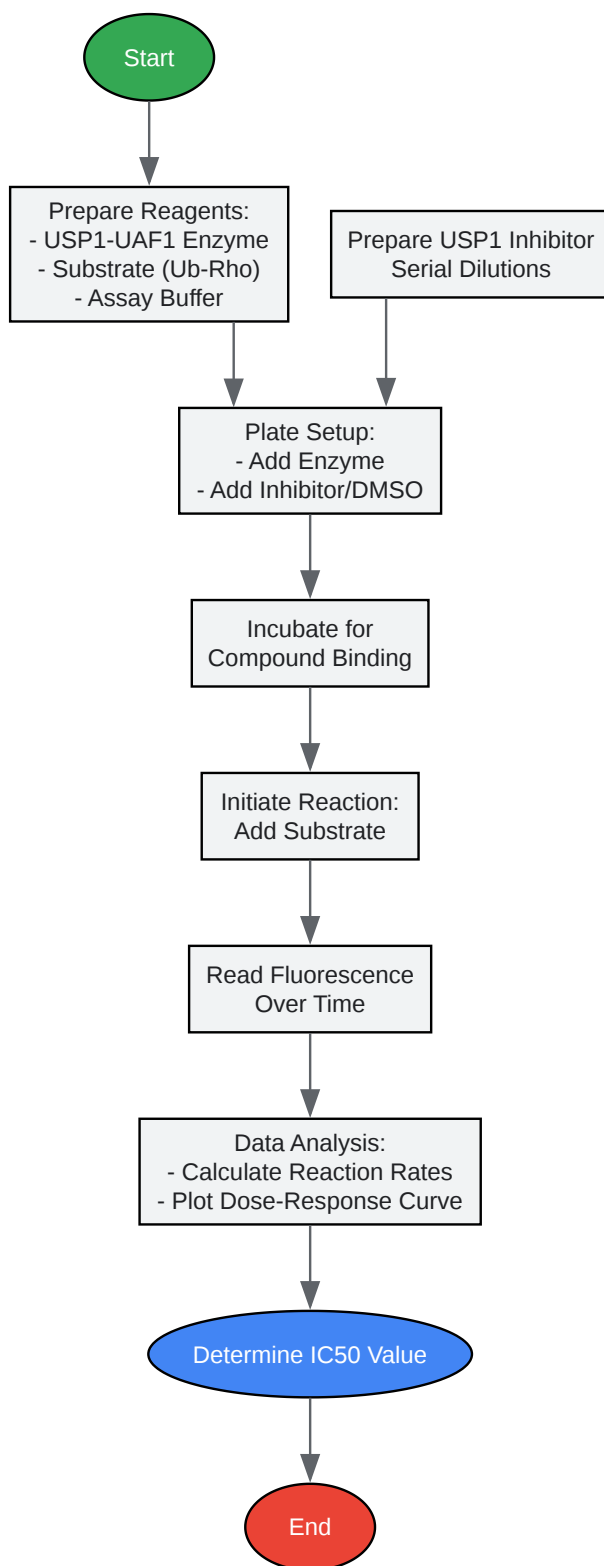 Start
Prepare Reagents:
- USP1-UAF1 Enzyme
- Substrate (Ub-Rho)
- Assay Buffer
Prepare USP1 Inhibitor
Serial Dilutions
Plate Setup:
- Add Enzyme
- Add Inhibitor/DMSO
Incubate for
Compound Binding
Initiate Reaction:
Add Substrate
Read Fluorescence
Over Time
Data Analysis:
- Calculate Reaction Rates
- Plot Dose-Response Curve
Determine IC50 Value
End